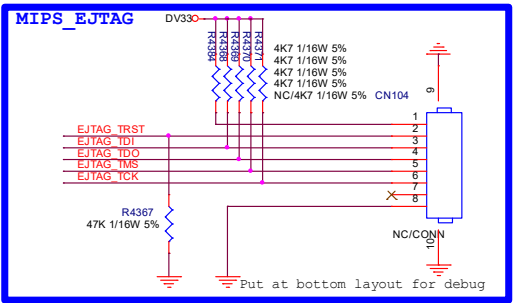 MIPS_EJTAG
DV33
R4384
R4368
R4369
R4370
R4371
4K7 1/16W 5%
4K7 1/16W 5%
4K7 1/16W 5%
4K7 1/16W 5%
NC/4K7 1/16W 5%
CN104
9
1
2
3
4
5
6
7
8
EJTAG_TRST
EJTAG_TDI
EJTAG_TDO
EJTAG_TMS
EJTAG_TCK
R4367
47K 1/16W 5%
NC/CONN
10
Put at bottom layout for debug